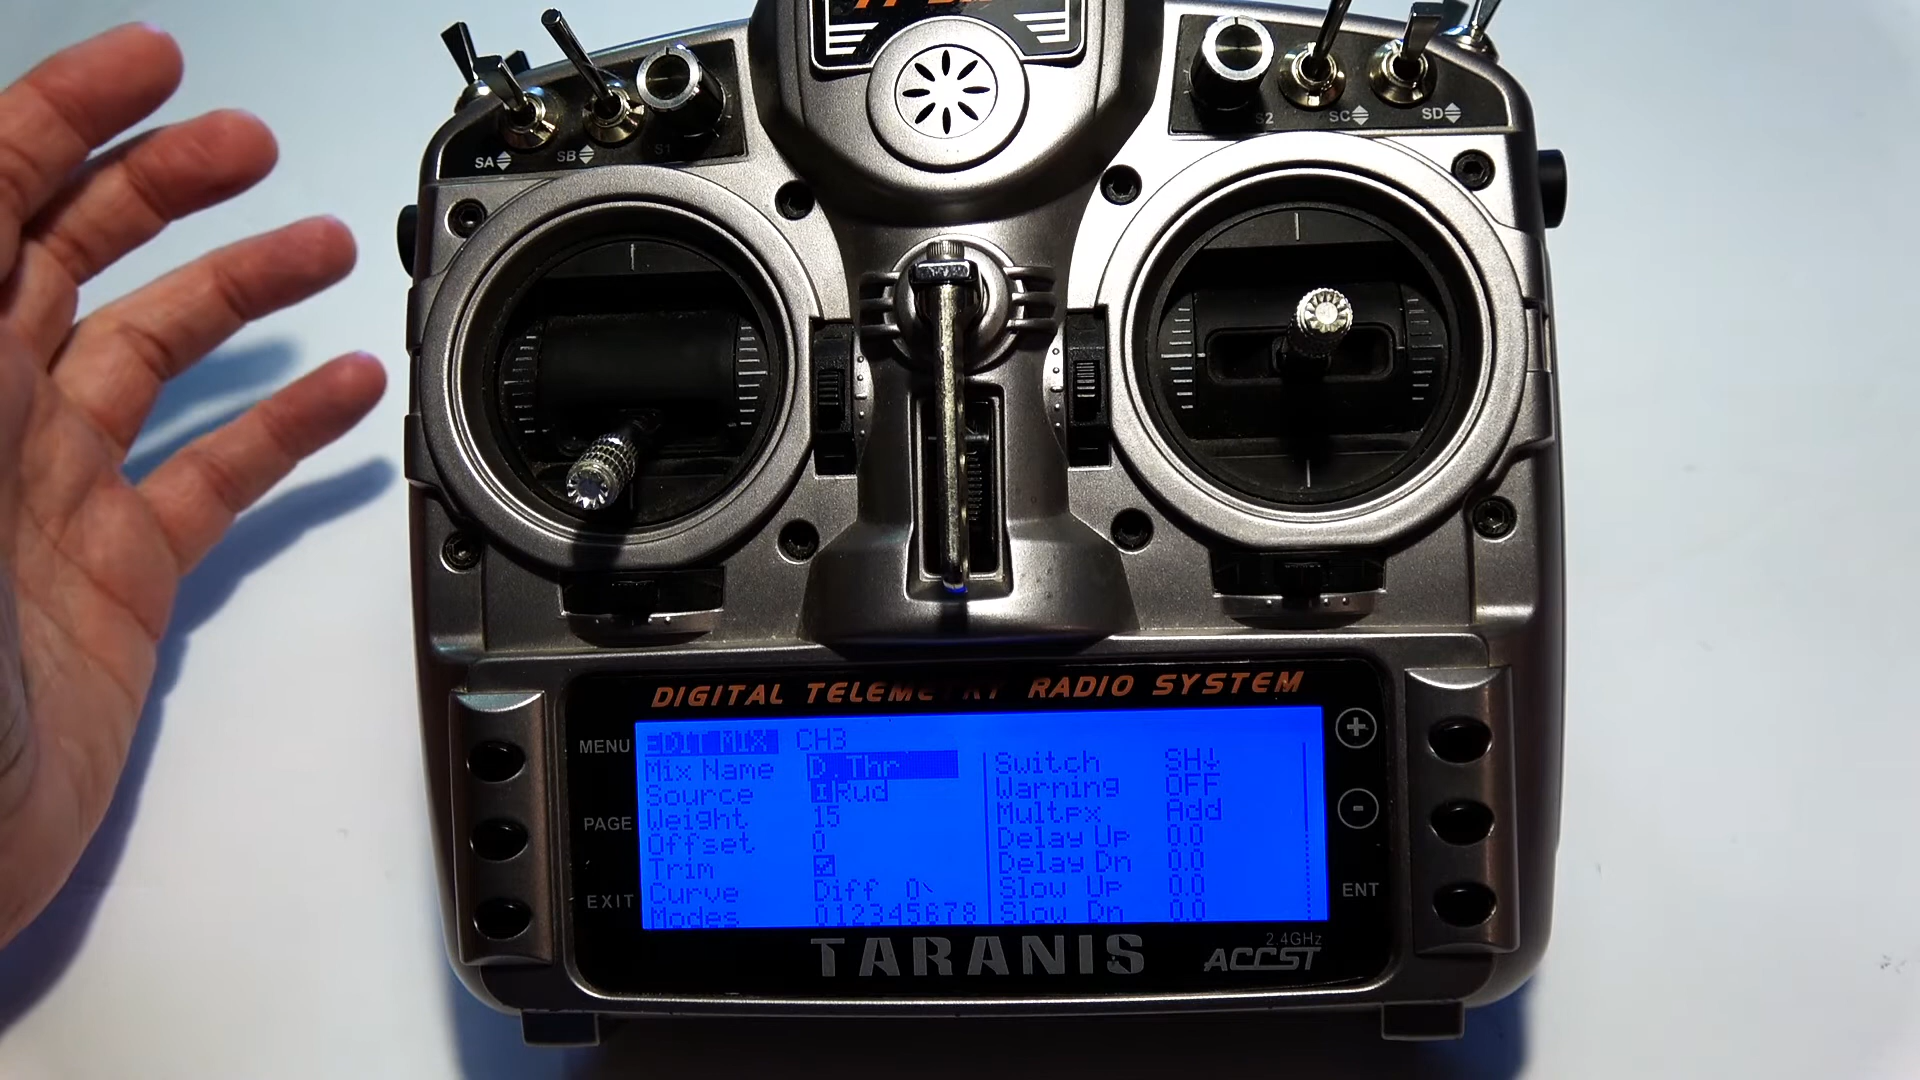 SA SB S1
S2 SC SD
DIGITAL TELEMETRY RADIO SYSTEM
MENU
PAGE
EXIT
EDIT MIX CH3
Mix Name D.Thr
Source IRud
Weight 15
Offset 0
Trim
Curve Diff 0
Modes 012345678
Switch SH↓
Warning OFF
Multpx Add
Delay Up 0.0
Delay Dn 0.0
Slow Up 0.0
Slow Dn 0.0
+
-
ENT
TARANIS
2.4GHz
ACCST